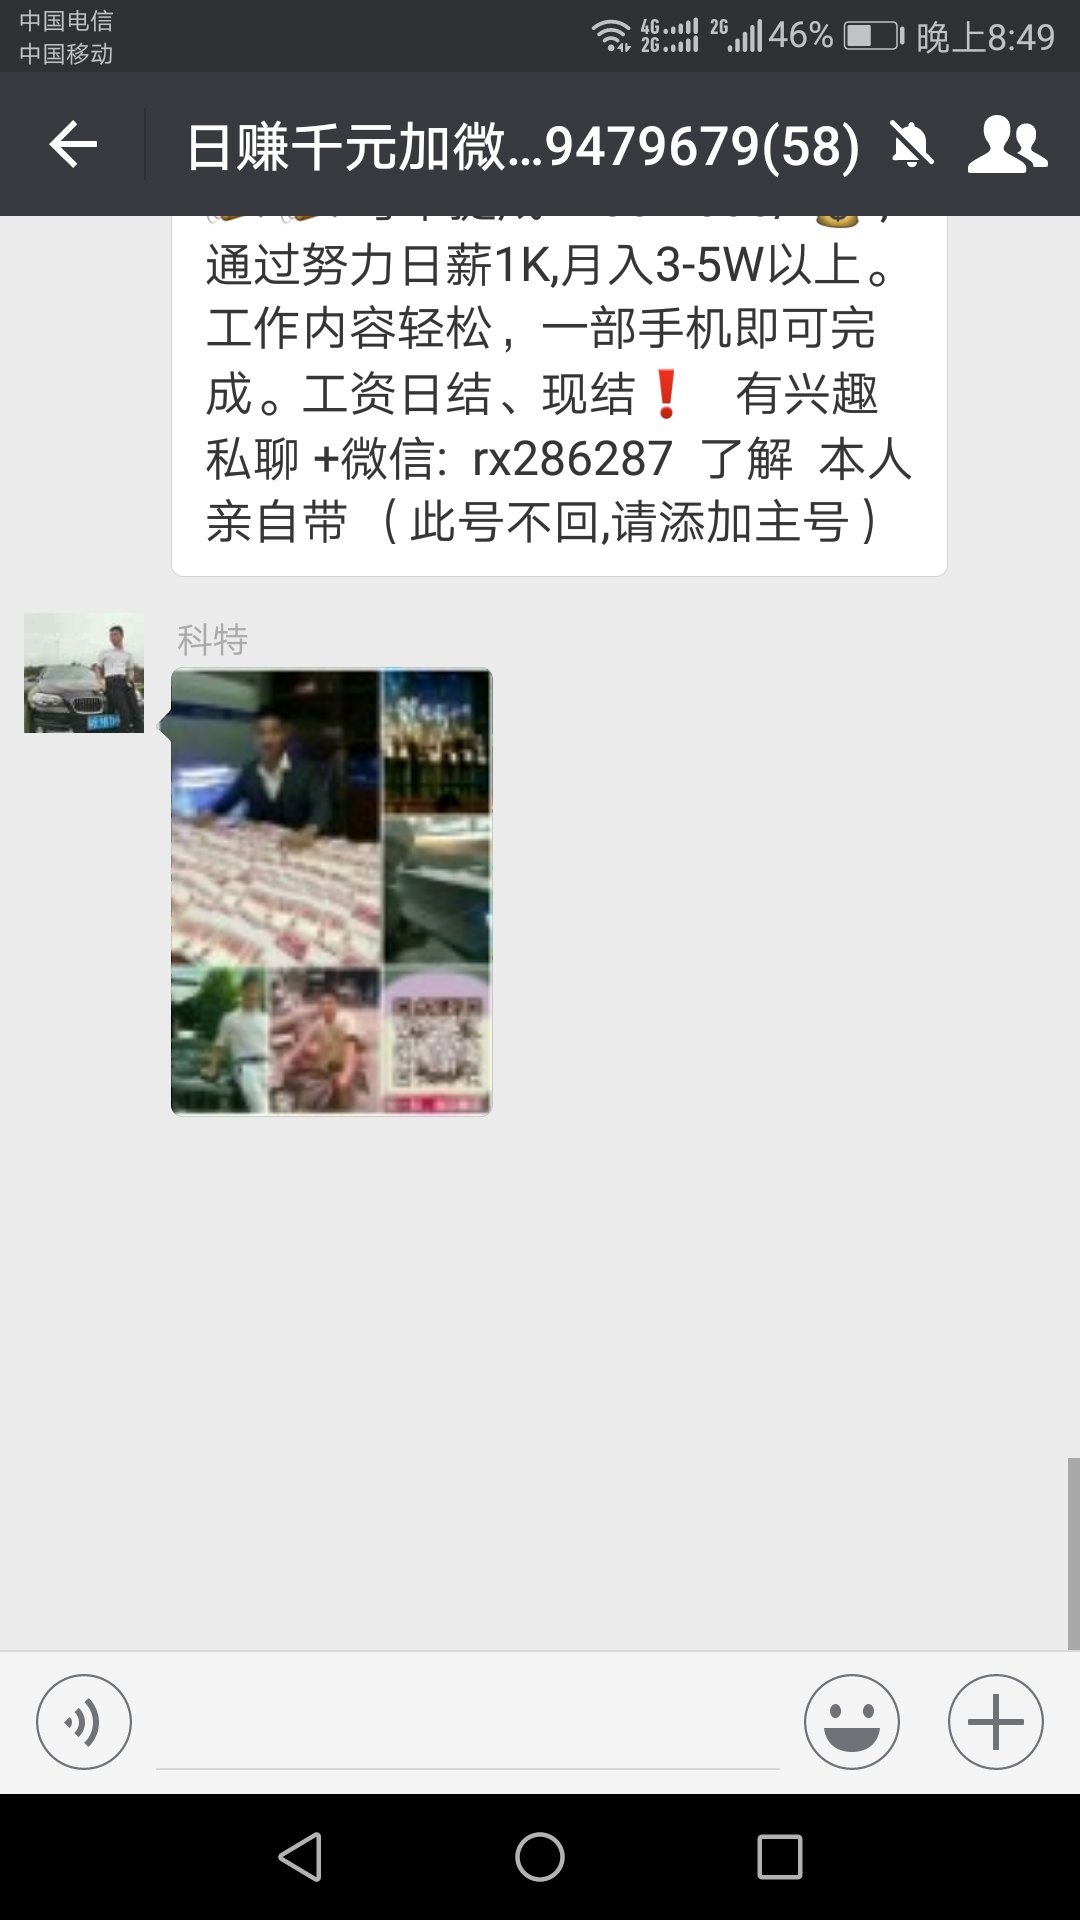 中国电信
中国移动
4G
2G
2G
46%
晚上8:49
日赚千元加微...9479679(58)
通过努力日薪1K,月入3-5W以上。
工作内容轻松，一部手机即可完
成。工资日结、现结❗ 有兴趣
私聊 +微信: rx286287 了解 本人
亲自带 （此号不回,请添加主号）
科特